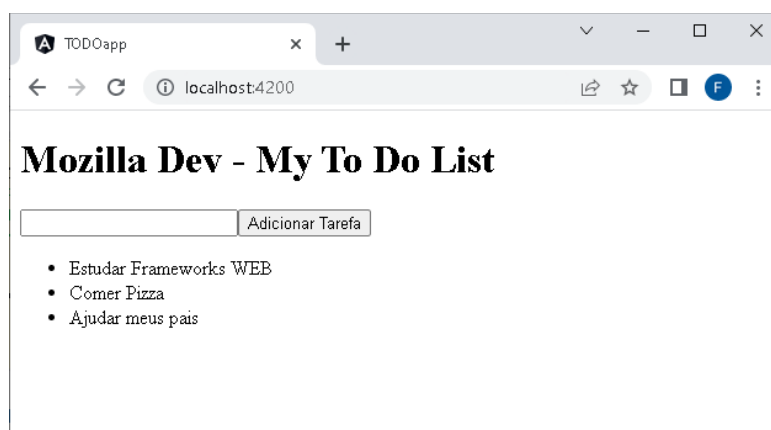 TODOapp
localhost:4200
F
Mozilla Dev - My To Do List
Adicionar Tarefa
Estudar Frameworks WEB
Comer Pizza
Ajudar meus pais